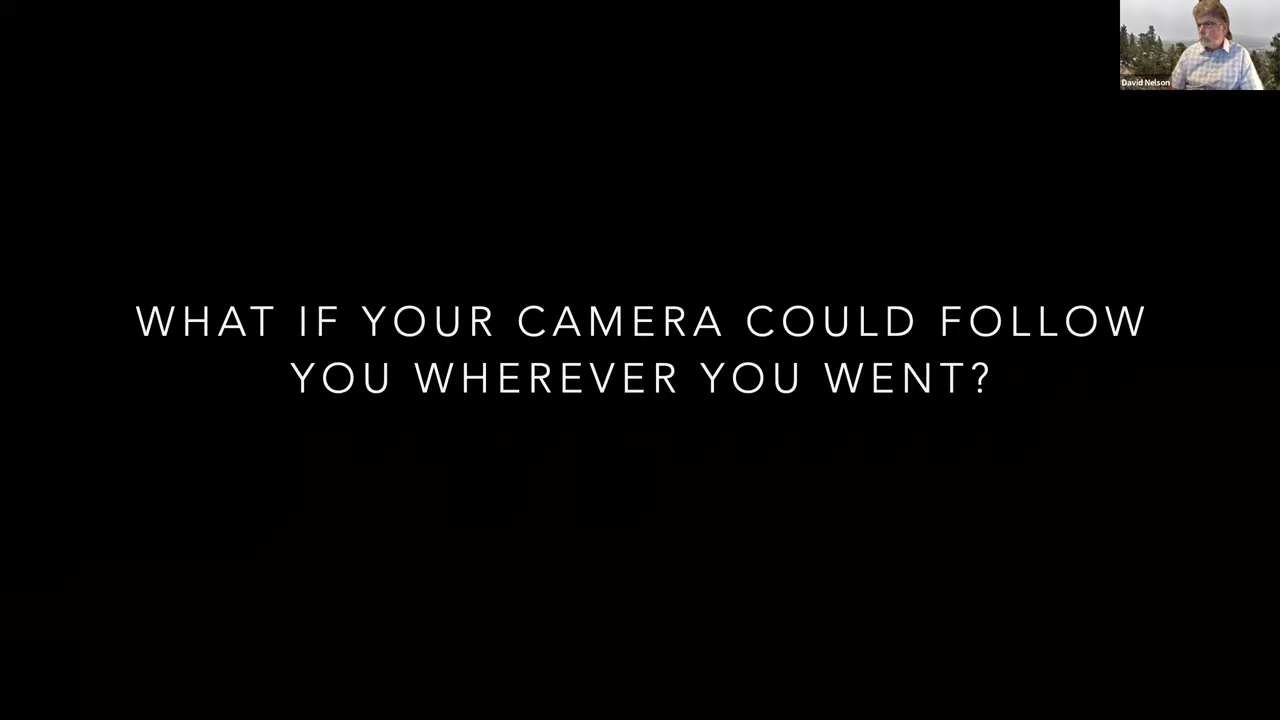 David Nelson
WHAT IF YOUR CAMERA COULD FOLLOW
YOU WHEREVER YOU WENT?